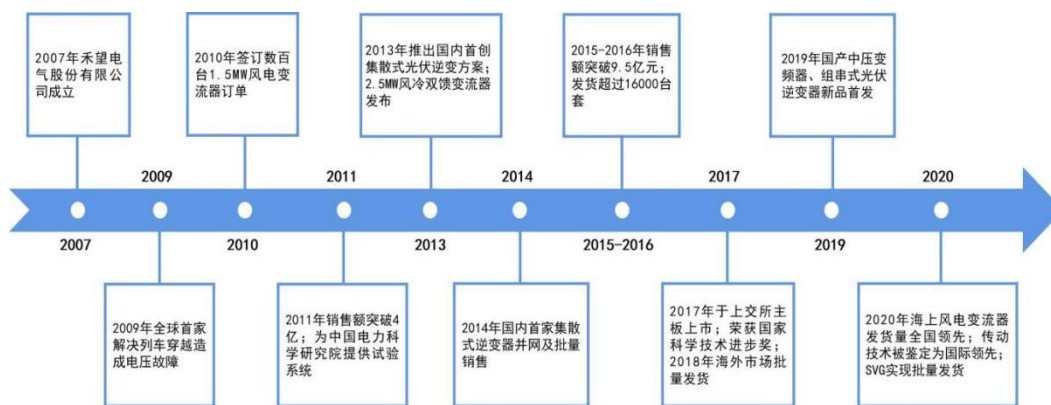 2007年禾望电
气股份有限公
司成立
2010年签订数百
台1.5MW风电变
流器订单
2013年推出国内首创
集散式光伏逆变方案；
2.5MW风冷双馈变流器
发布
2015-2016年销售
额突破9.5亿元；
发货超过16000台
套
2019年国产中压变
频器、组串式光伏
逆变器新品首发
2009
2011
2014
2017
2020
2007
2010
2013
2015-2016
2019
2009年全球首家
解决列车穿越造
成电压故障
2011年销售额突破4
亿；为中国电力科
学研究院提供试验
系统
2014年国内首家集散
式逆变器并网及批量
销售
2017年于上交所主
板上市；荣获国家
科学技术进步奖；
2018年海外市场批
量发货
2020年海上风电变流器
发货量全国领先；传动
技术被鉴定为国际领先；
SVG实现批量发货